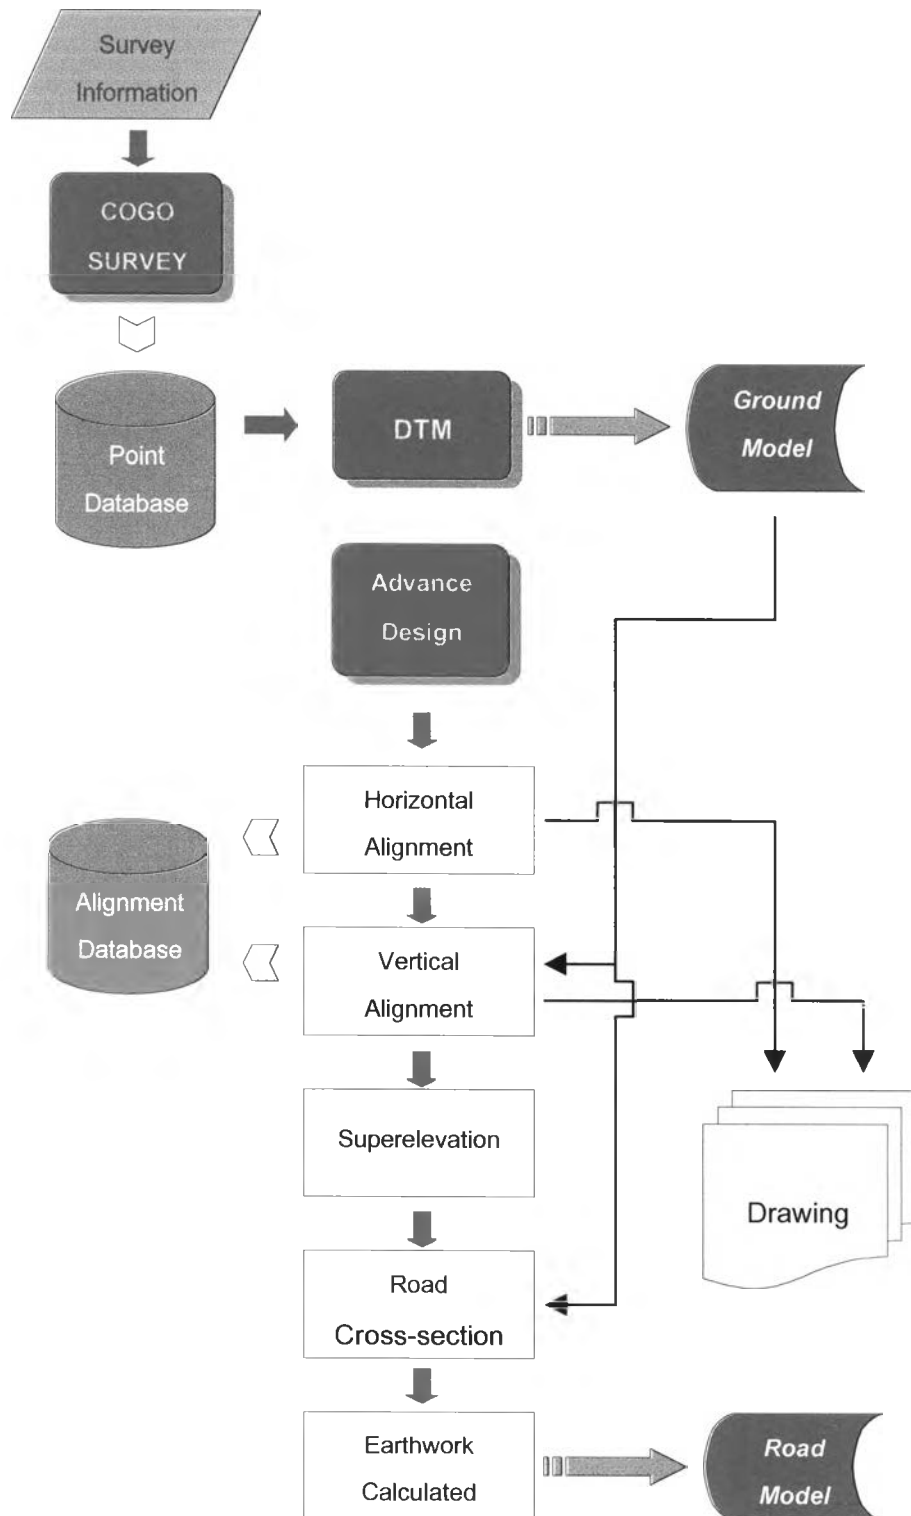 Survey
Information
COGO
SURVEY
Point
Database
DTM
Ground
Model
Advance
Design
Horizontal
Alignment
Alignment
Database
Vertical
Alignment
Superelevation
Drawing
Road
Cross-section
Earthwork
Calculated
Road
Model